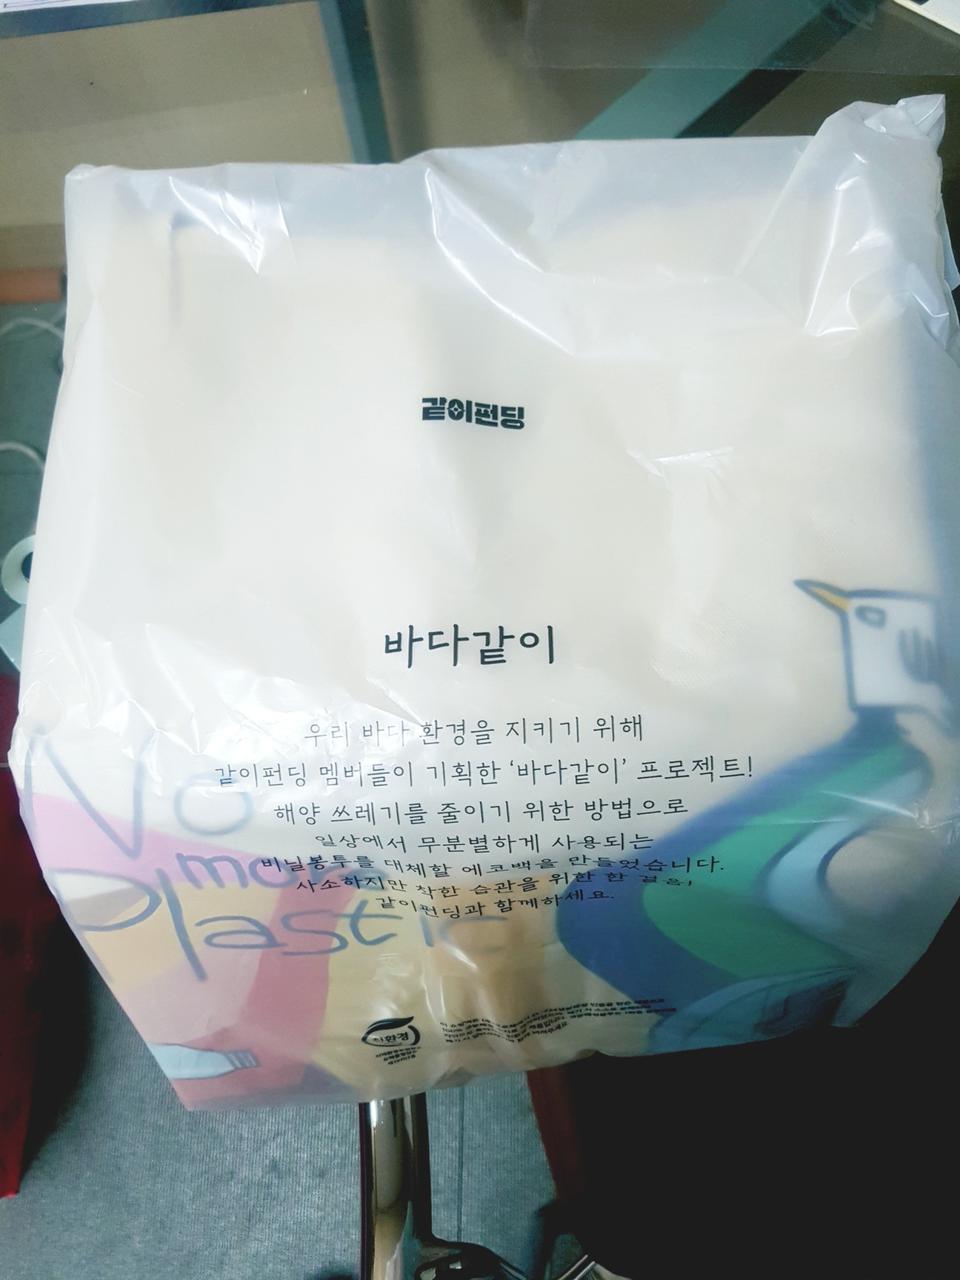 같이펀딩
바다같이
우리 바다 환경을 지키기 위해
같이펀딩 멤버들이 기획한 ‘바다같이’ 프로젝트!
해양 쓰레기를 줄이기 위한 방법으로
일상에서 무분별하게 사용되는
비닐봉투를 대체할 에코백을 만들었습니다.
사소하지만 착한 습관을 위한 한 걸음!
같이펀딩과 함께하세요.
No
more
Plastic
친환경